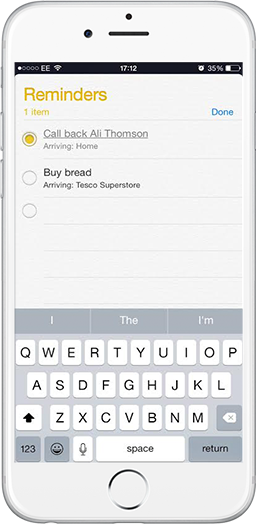 EE 17:12 35%
Reminders
1 item Done
Call back Ali Thomson
Arriving: Home
Buy bread
Arriving: Tesco Superstore
I The I'm
Q W E R T Y U I O P
A S D F G H J K L
Z X C V B N M
123 space return